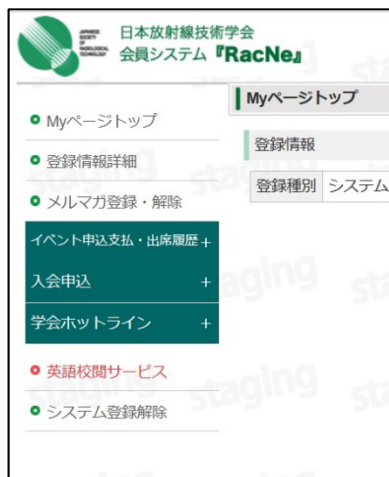 JAPANESE
SOCIETY
OF
RADIOLOGICAL
TECHNOLOGY
日本放射線技術学会
会員システム『RacNe』
Myページトップ
Myページトップ
登録情報詳細
メルマガ登録・解除
イベント申込支払・出席履歴 +
入会申込 +
学会ホットライン +
英語校閲サービス
システム登録解除
登録情報
登録種別 システム
staging
staging
staging
staging